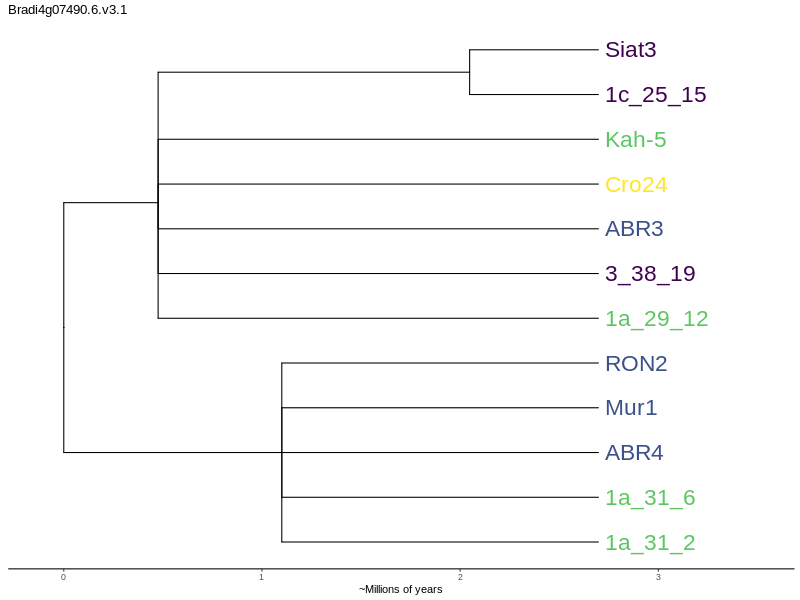 Bradi4g07490.6.v3.1
Siat3
1c_25_15
Kah-5
Cro24
ABR3
3_38_19
1a_29_12
RON2
Mur1
ABR4
1a_31_6
1a_31_2
0 1 2 3
~Millions of years